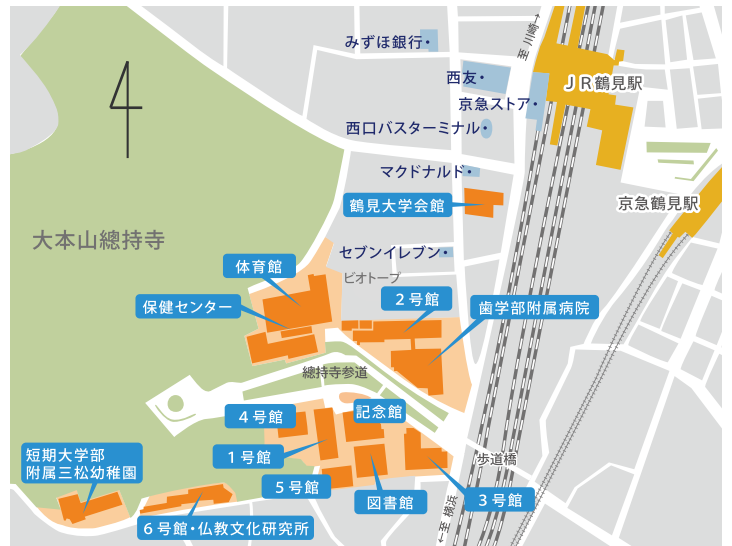 至 川崎→
みずほ銀行・
西友・
JR鶴見駅
京急ストア・
西口バスターミナル・
マクドナルド・
鶴見大学会館
京急鶴見駅
大本山總持寺
セブンイレブン・
体育館
ビオトープ
保健センター
2号館
歯学部附属病院
總持寺参道
4号館
記念館
1号館
短期大学部
附属三松幼稚園
歩道橋
5号館
図書館
3号館
6号館・仏教文化研究所
←至 横浜